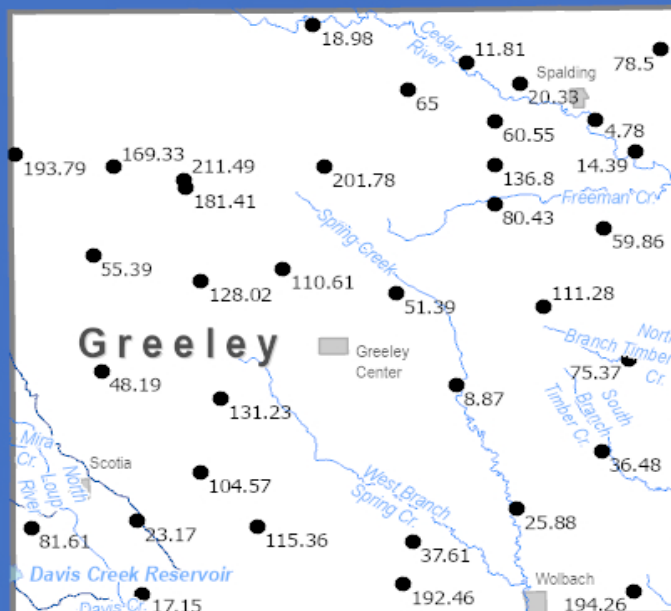 18.98
Cedar
River
11.81
78.5
Spalding
20.33
65
4.78
60.55
14.39
193.79
169.33
211.49
181.41
201.78
136.8
Freeman Cr.
80.43
59.86
Spring Creek
55.39
128.02
110.61
51.39
111.28
Greeley
Greeley
Center
North
Branch Timber
Cr.
75.37
48.19
131.23
8.87
South
Branch
Timber Cr.
36.48
Mira
Cr.
North
Loup
River
Scotia
104.57
West Branch
Spring Cr.
81.61
23.17
115.36
37.61
25.88
Davis Creek Reservoir
Davis Cr.
17.15
192.46
Wolbach
194.26